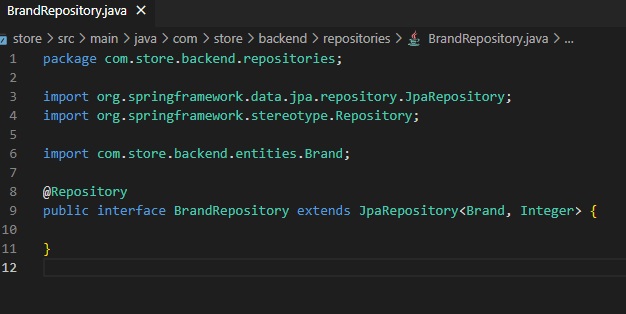 BrandRepository.java ×
store > src > main > java > com > store > backend > repositories > BrandRepository.java > ...
1 package com.store.backend.repositories;
2
3 import org.springframework.data.jpa.repository.JpaRepository;
4 import org.springframework.stereotype.Repository;
5
6 import com.store.backend.entities.Brand;
7
8 @Repository
9 public interface BrandRepository extends JpaRepository<Brand, Integer> {
10
11 }
12